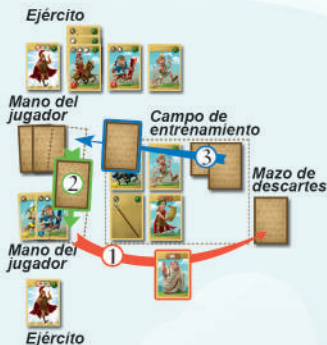 Ejército
Mano del
jugador
Campo de
entrenamiento
3
2
Mazo de
descartes
Mano del
jugador
1
Ejército